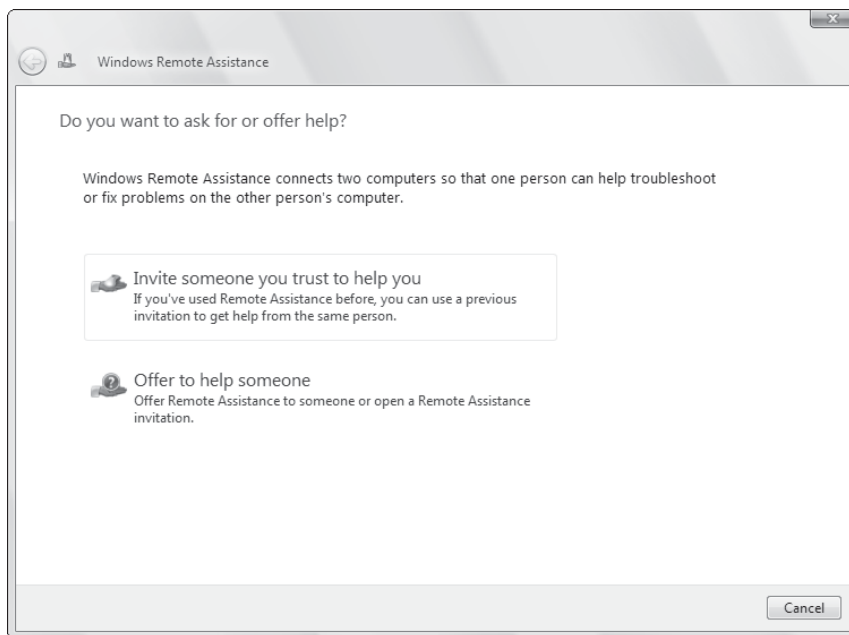 Windows Remote Assistance
Do you want to ask for or offer help?
Windows Remote Assistance connects two computers so that one person can help troubleshoot
or fix problems on the other person's computer.
Invite someone you trust to help you
If you've used Remote Assistance before, you can use a previous
invitation to get help from the same person.
Offer to help someone
Offer Remote Assistance to someone or open a Remote Assistance
invitation.
Cancel